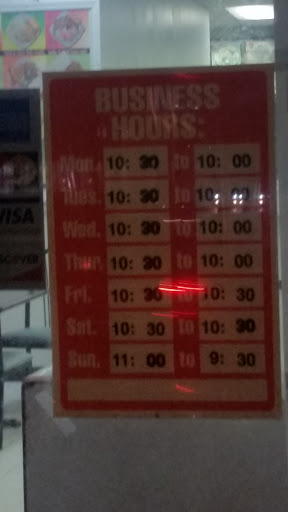 BUSINESS
HOURS:
Mon. 10: 30 to 10: 00
Tues. 10: 30 to 10: 00
Wed. 10: 30 to 10: 00
Thur. 10: 30 to 10: 00
Fri. 10: 30 to 10: 30
Sat. 10: 30 to 10: 30
Sun. 11: 00 to 9: 30
VISA